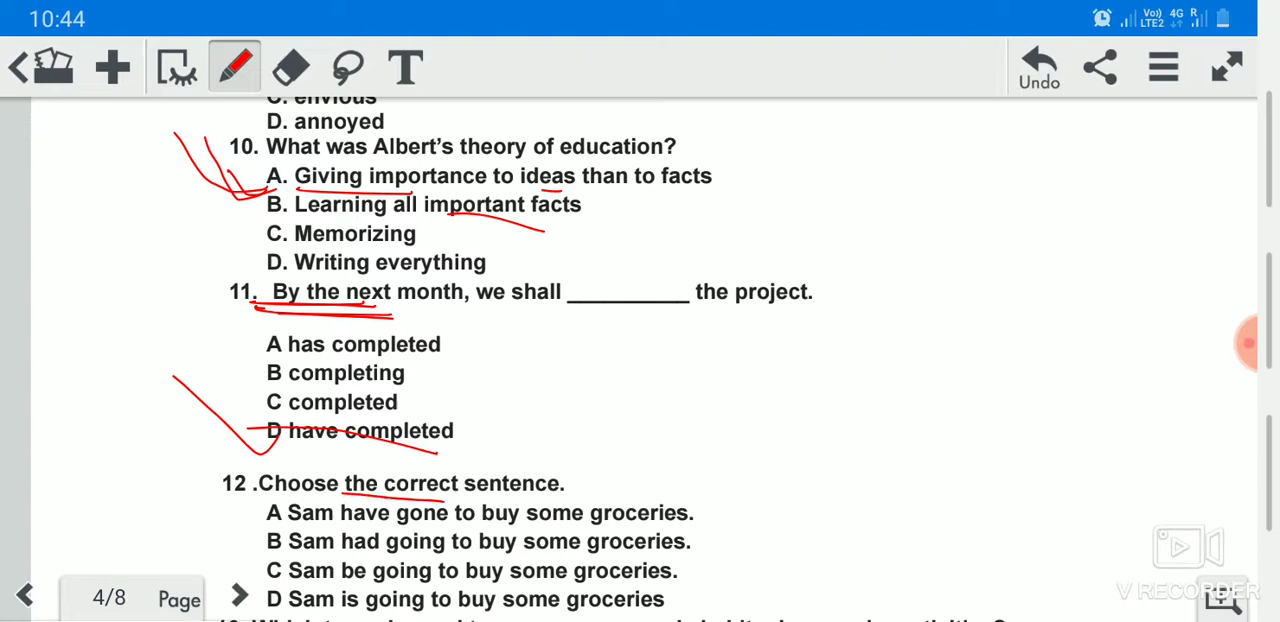 10:44
Vo)) 4G R
LTE2
T
Undo
C. envious
D. annoyed
10. What was Albert's theory of education?
A. Giving importance to ideas than to facts
B. Learning all important facts
C. Memorizing
D. Writing everything
11. By the next month, we shall __________ the project.
A has completed
B completing
C completed
D have completed
12 .Choose the correct sentence.
A Sam have gone to buy some groceries.
B Sam had going to buy some groceries.
C Sam be going to buy some groceries.
D Sam is going to buy some groceries
4/8 Page
V RECORDER